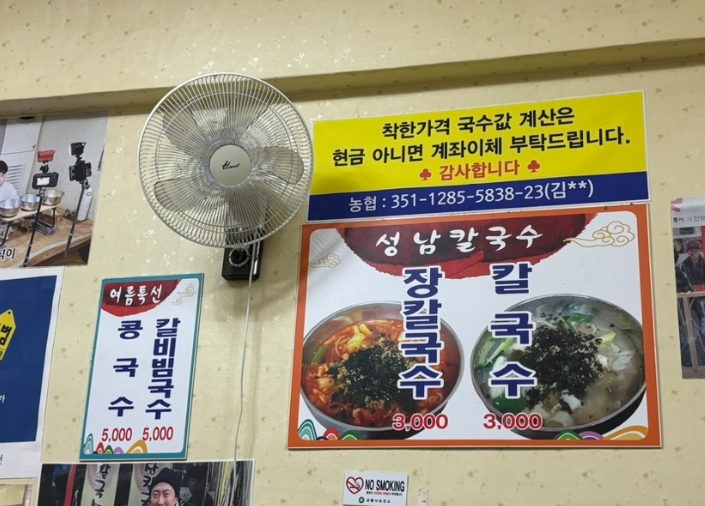 착한가격 국수값 계산은
현금 아니면 계좌이체 부탁드립니다.
♣ 감사합니다 ♣
농협 : 351-1285-5838-23(김**)
성남칼국수
장칼국수
3,000
칼국수
3,000
여름특선
콩국수
5,000
칼비빔국수
5,000
NO SMOKING